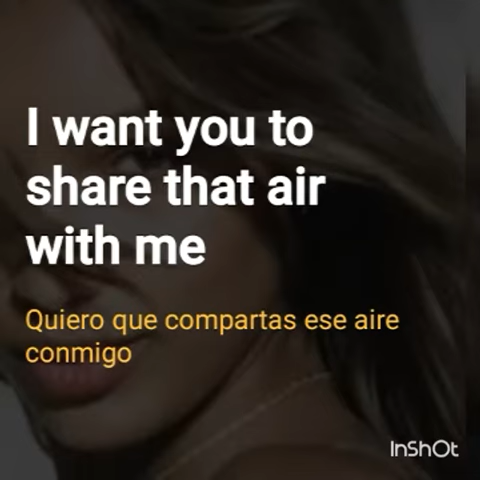 I want you to
share that air
with me
Quiero que compartas ese aire
conmigo
InShOt